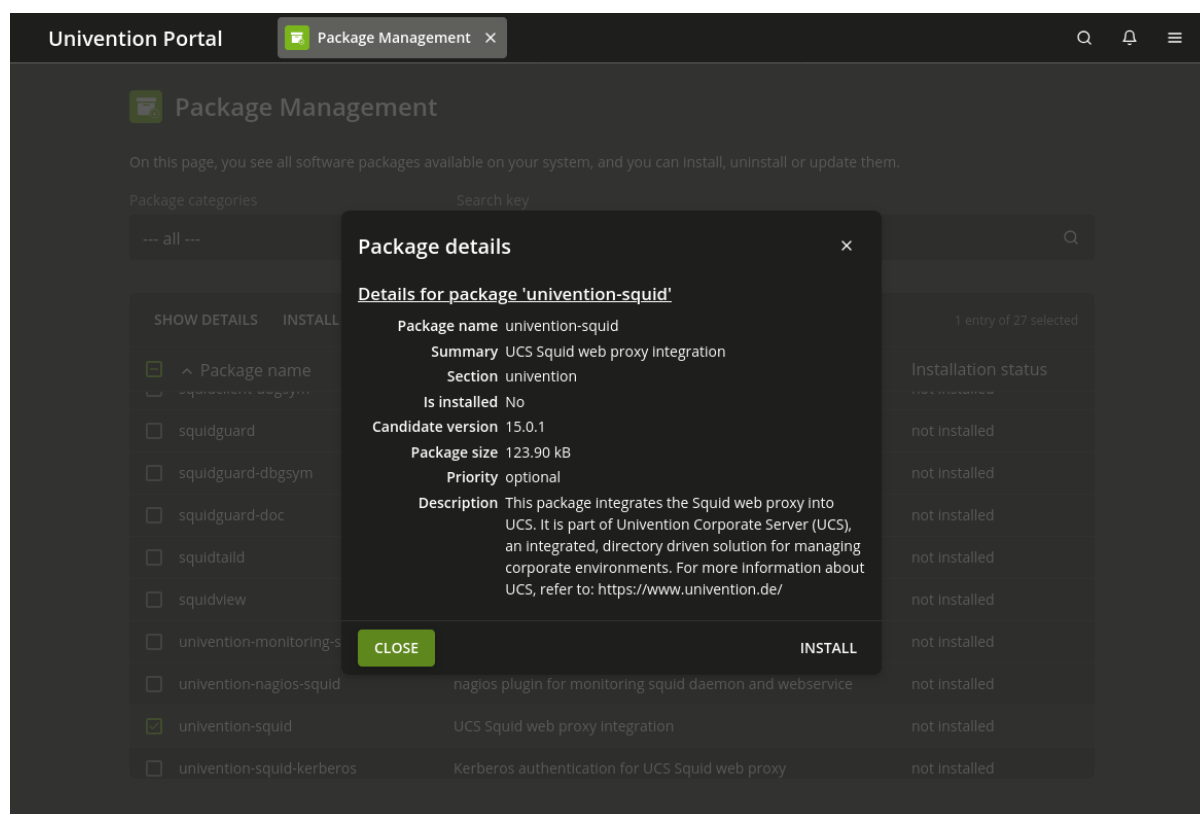 Univention Portal
Package Management
Package Management
On this page, you see all software packages available on your system, and you can install, uninstall or update them.
Package categories
Search key
--- all ---
Package details
Details for package 'univention-squid'
Package name univention-squid
Summary UCS Squid web proxy integration
Section univention
Is installed No
Candidate version 15.0.1
Package size 123.90 kB
Priority optional
Description This package integrates the Squid web proxy into
UCS. It is part of Univention Corporate Server (UCS),
an integrated, directory driven solution for managing
corporate environments. For more information about
UCS, refer to: https://www.univention.de/
CLOSE
INSTALL
SHOW DETAILS INSTALL
1 entry of 27 selected
Package name
Installation status
squidclient-dbgsym not installed
squidguard not installed
squidguard-dbgsym not installed
squidguard-doc not installed
squidtaild not installed
squidview not installed
univention-monitoring-s not installed
univention-nagios-squid nagios plugin for monitoring squid daemon and webservice not installed
univention-squid UCS Squid web proxy integration not installed
univention-squid-kerberos Kerberos authentication for UCS Squid web proxy not installed